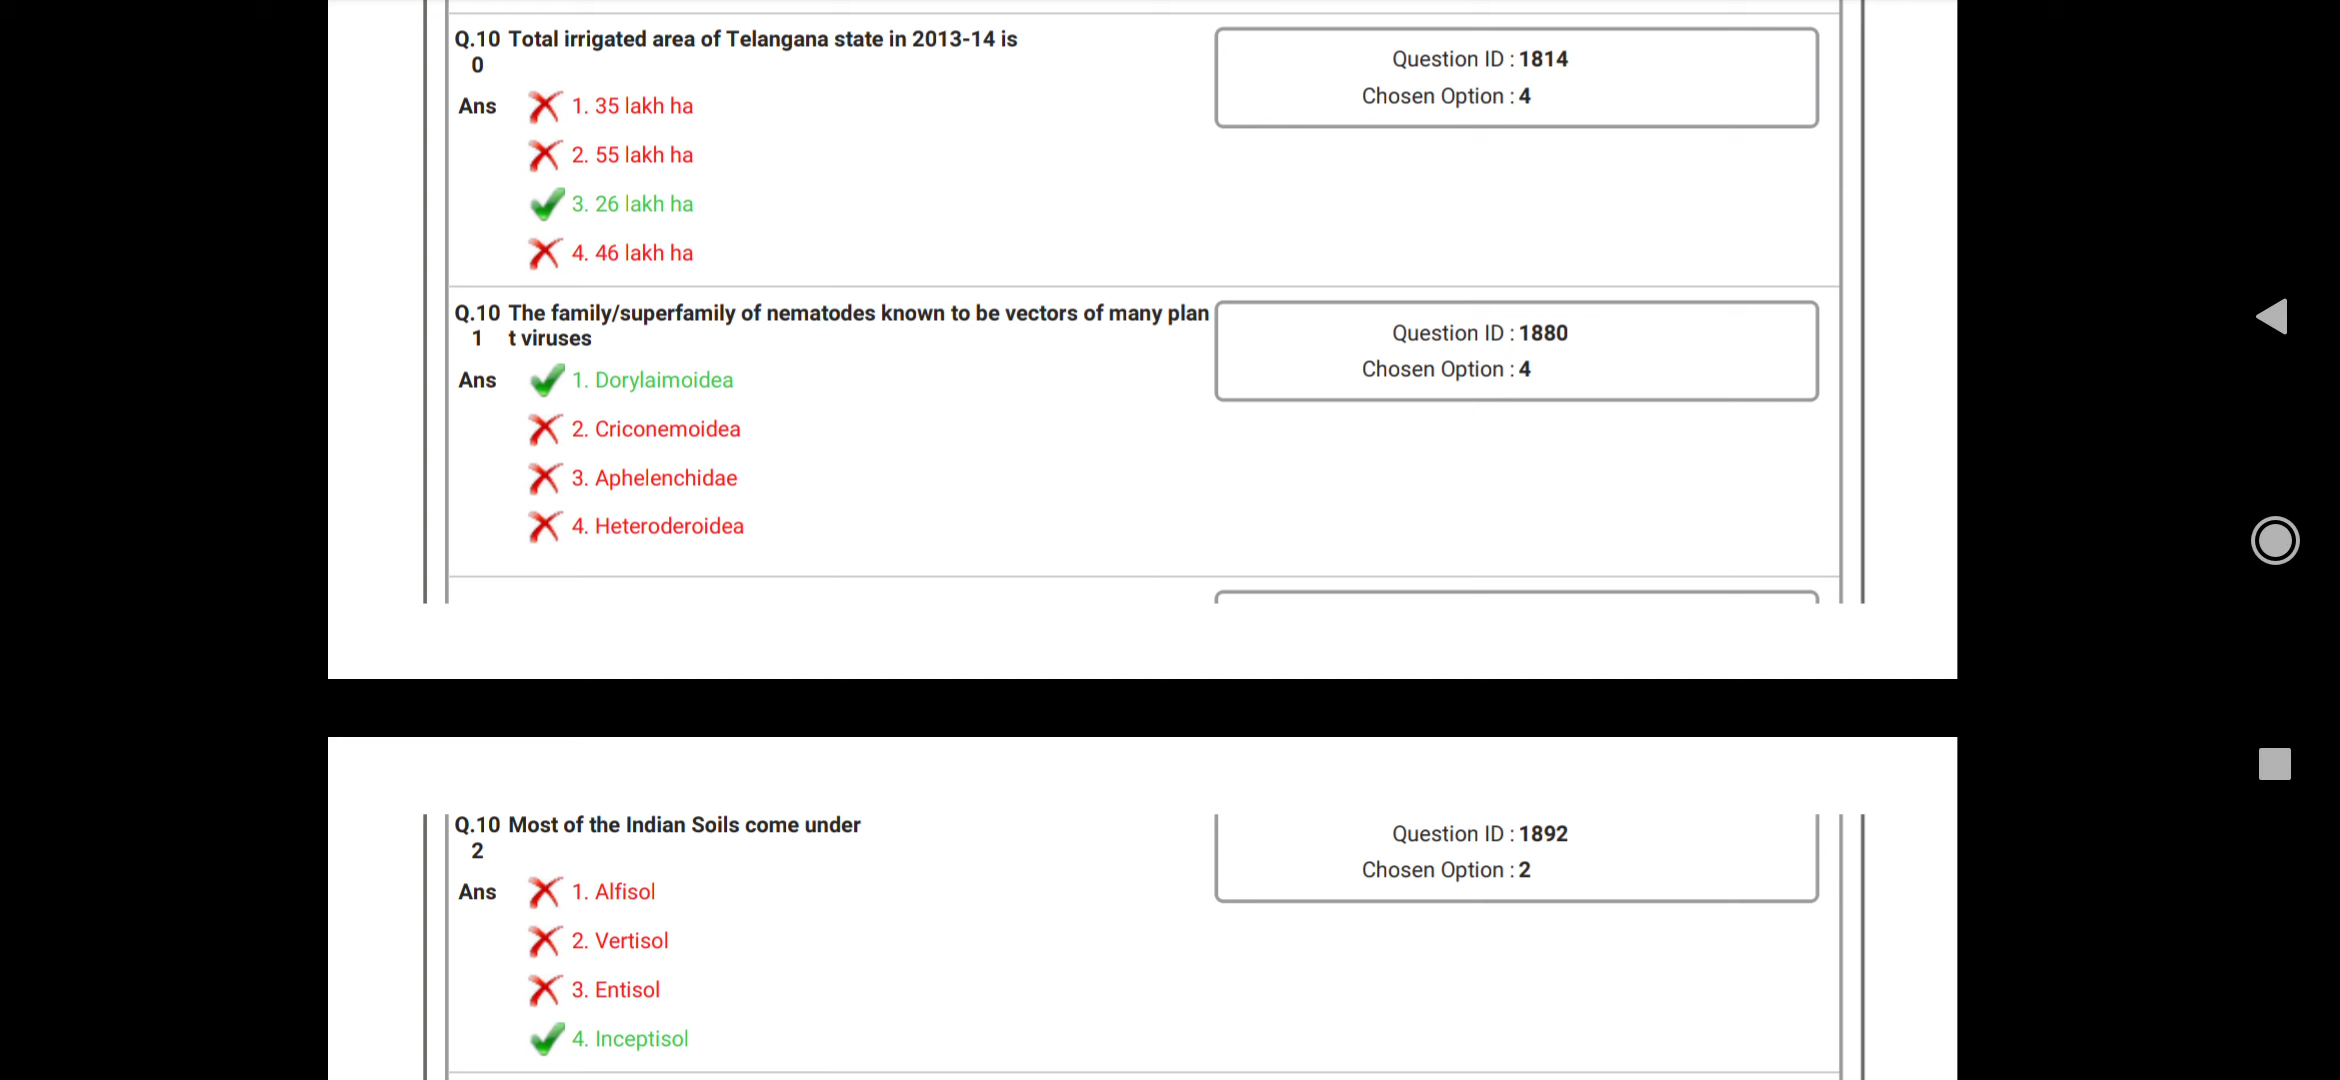 Q.10 Total irrigated area of Telangana state in 2013-14 is
0
Question ID : 1814
Chosen Option : 4
Ans 1. 35 lakh ha
2. 55 lakh ha
3. 26 lakh ha
4. 46 lakh ha
Q.10 The family/superfamily of nematodes known to be vectors of many plan
1 t viruses
Question ID : 1880
Chosen Option : 4
Ans 1. Dorylaimoidea
2. Criconemoidea
3. Aphelenchidae
4. Heteroderoidea
Q.10 Most of the Indian Soils come under
2
Question ID : 1892
Chosen Option : 2
Ans 1. Alfisol
2. Vertisol
3. Entisol
4. Inceptisol